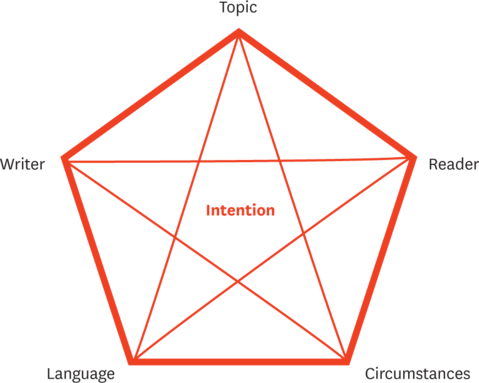 Topic
Writer
Reader
Intention
Language
Circumstances